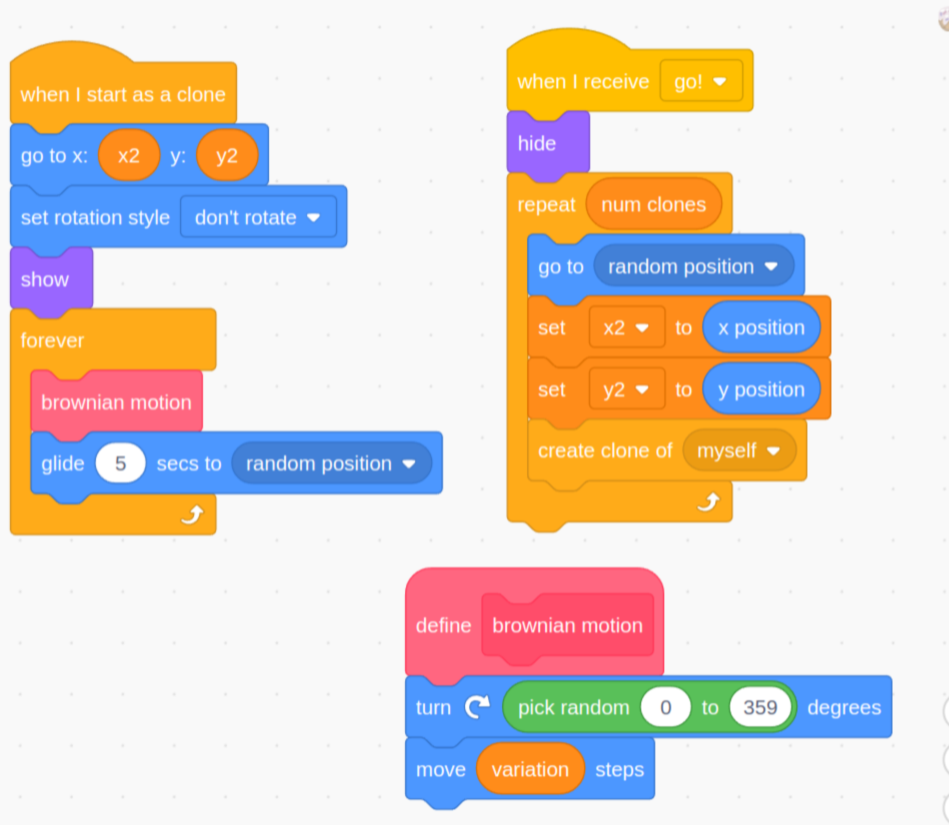 when I start as a clone
go to x: x2 y: y2
set rotation style don't rotate
show
forever
brownian motion
glide 5 secs to random position
when I receive go!
hide
repeat num clones
go to random position
set x2 to x position
set y2 to y position
create clone of myself
define brownian motion
turn pick random 0 to 359 degrees
move variation steps